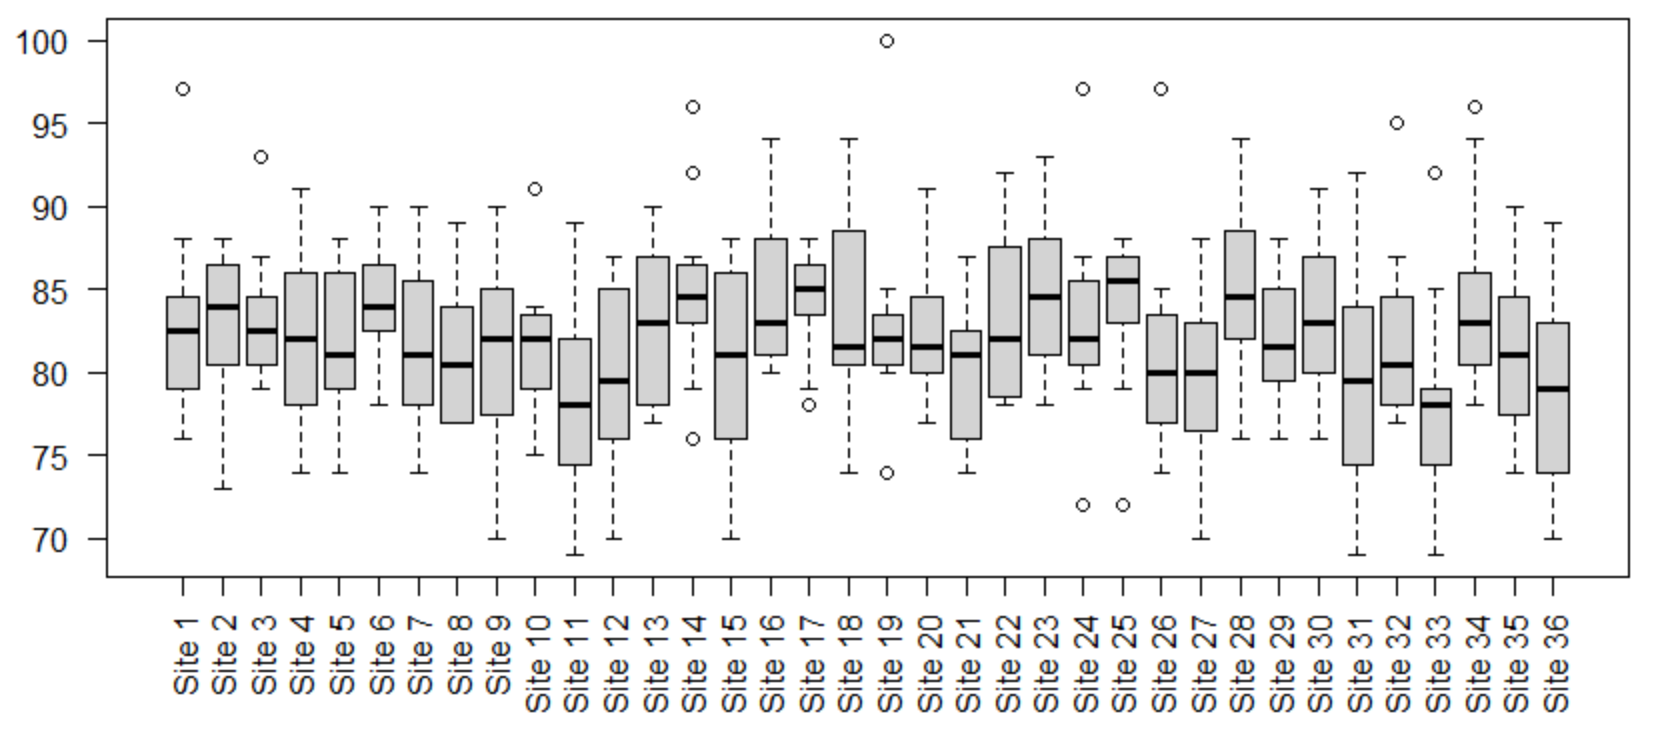 100
95
90
85
80
75
70
Site 1
Site 2
Site 3
Site 4
Site 5
Site 6
Site 7
Site 8
Site 9
Site 10
Site 11
Site 12
Site 13
Site 14
Site 15
Site 16
Site 17
Site 18
Site 19
Site 20
Site 21
Site 22
Site 23
Site 24
Site 25
Site 26
Site 27
Site 28
Site 29
Site 30
Site 31
Site 32
Site 33
Site 34
Site 35
Site 36